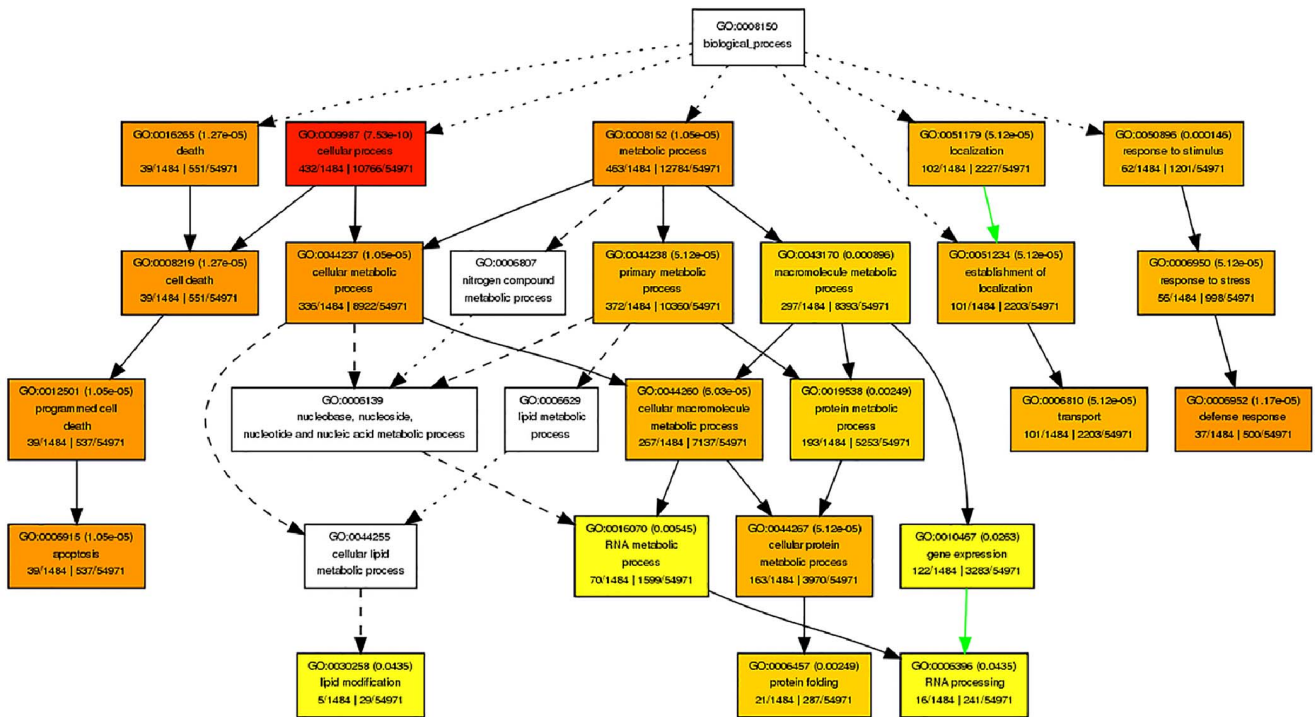 GO:0008150
biological_process
GO:0016265 (1.27e-05)
death
39/1484 | 551/54971
GO:0009987 (7.53e-10)
cellular process
432/1484 | 10766/54971
GO:0008152 (1.05e-05)
metabolic process
463/1484 | 12784/54971
GO:0051179 (5.12e-05)
localization
102/1484 | 2227/54971
GO:0050896 (0.000146)
response to stimulus
62/1484 | 1201/54971
GO:0008219 (1.27e-05)
cell death
39/1484 | 551/54971
GO:0044237 (1.05e-05)
cellular metabolic
process
336/1484 | 8922/54971
GO:0006807
nitrogen compound
metabolic process
GO:0044238 (5.12e-05)
primary metabolic
process
372/1484 | 10360/54971
GO:0043170 (0.000896)
macromolecule metabolic
process
297/1484 | 8393/54971
GO:0051234 (5.12e-05)
establishment of
localization
101/1484 | 2203/54971
GO:0006950 (5.12e-05)
response to stress
55/1484 | 998/54971
GO:0012501 (1.05e-05)
programmed cell
death
39/1484 | 537/54971
GO:0006139
nucleobase, nucleoside,
nucleotide and nucleic acid metabolic process
GO:0006629
lipid metabolic
process
GO:0044260 (6.03e-05)
cellular macromolecule
metabolic process
267/1484 | 7137/54971
GO:0019538 (0.00249)
protein metabolic
process
193/1484 | 5253/54971
GO:0006810 (5.12e-05)
transport
101/1484 | 2203/54971
GO:0006952 (1.17e-05)
defense response
37/1484 | 500/54971
GO:0006915 (1.05e-05)
apoptosis
39/1484 | 537/54971
GO:0044255
cellular lipid
metabolic process
GO:0016070 (0.00545)
RNA metabolic
process
70/1484 | 1599/54971
GO:0044267 (5.12e-05)
cellular protein
metabolic process
163/1484 | 3970/54971
GO:0010467 (0.0263)
gene expression
122/1484 | 3283/54971
GO:0030258 (0.0435)
lipid modification
5/1484 | 29/54971
GO:0006457 (0.00249)
protein folding
21/1484 | 287/54971
GO:0006396 (0.0435)
RNA processing
16/1484 | 241/54971